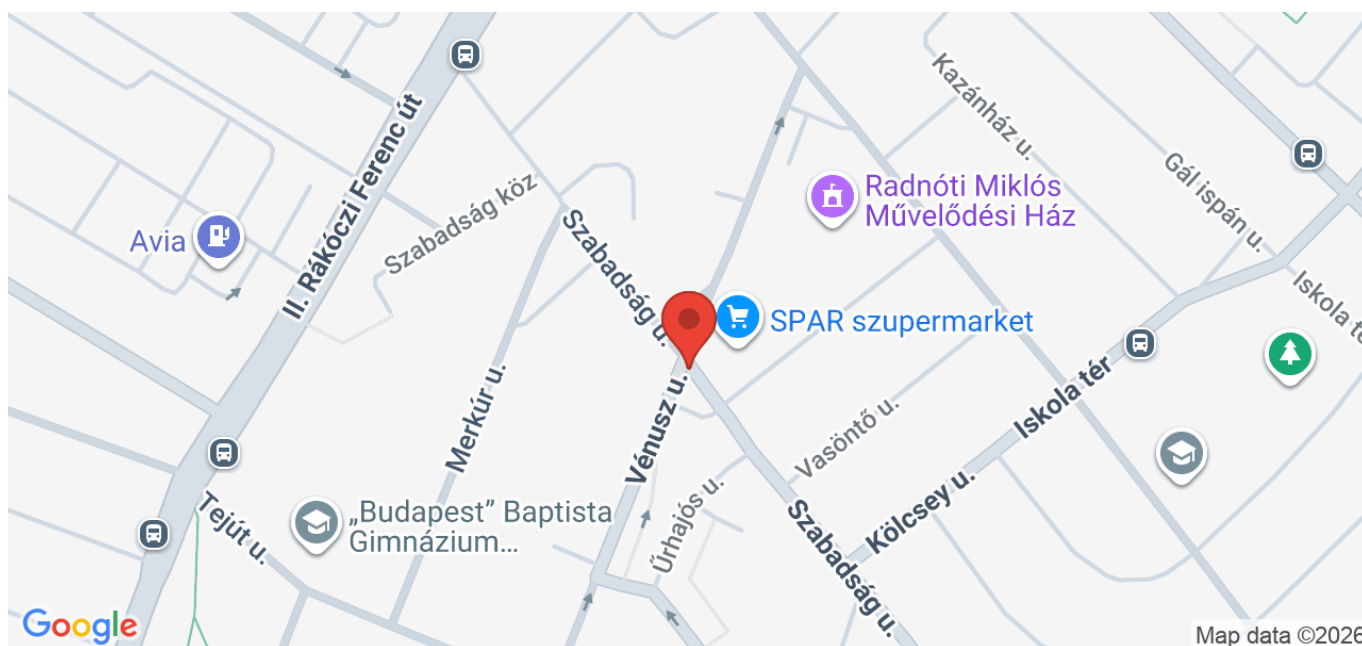 II. Rákóczi Ferenc út
Kazánház u.
Gál ispán u.
Szabadság köz
Szabadság u.
Radnóti Miklós
Művelődési Ház
Avia
Iskola té
SPAR szupermarket
Merkúr u.
Vénusz u.
Iskola tér
Vasöntő u.
Tejút u.
„Budapest” Baptista
Gimnázium...
Űrhajós u.
Kölcsey u.
Szabadság u.
Google
Map data ©2026